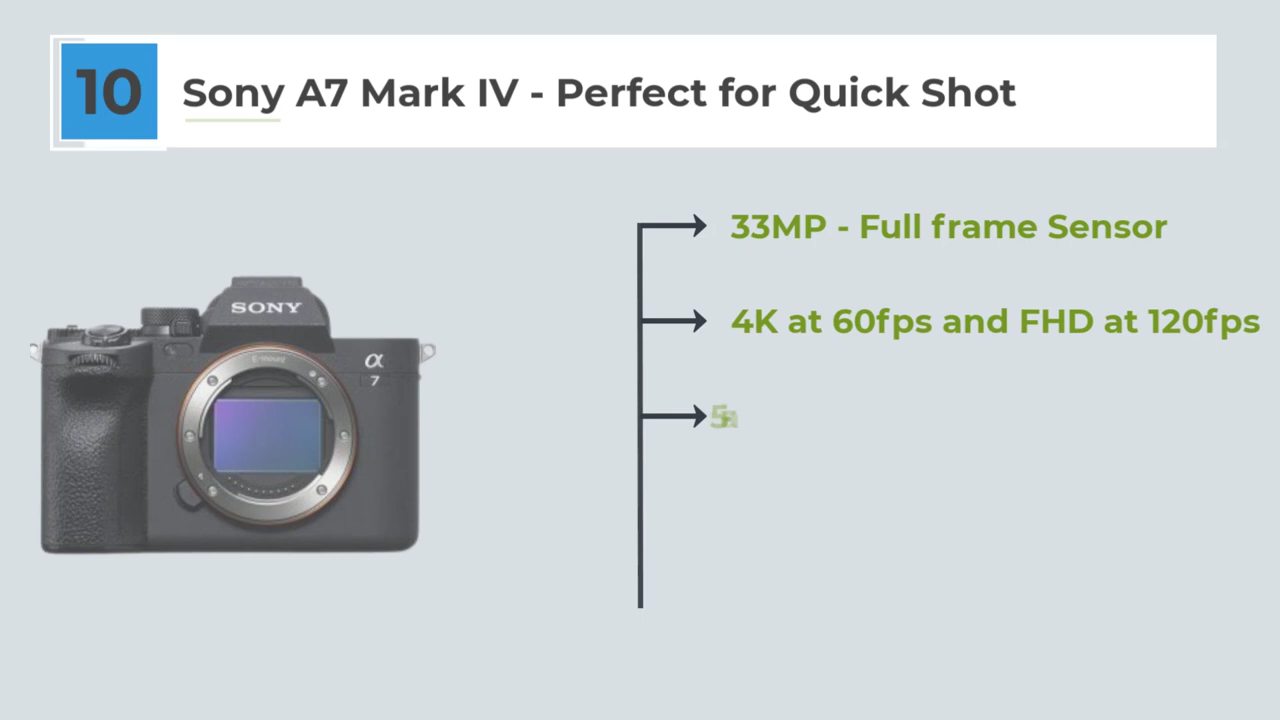 10
Sony A7 Mark IV - Perfect for Quick Shot
33MP - Full frame Sensor
4K at 60fps and FHD at 120fps
SONY
E-mount
α
7